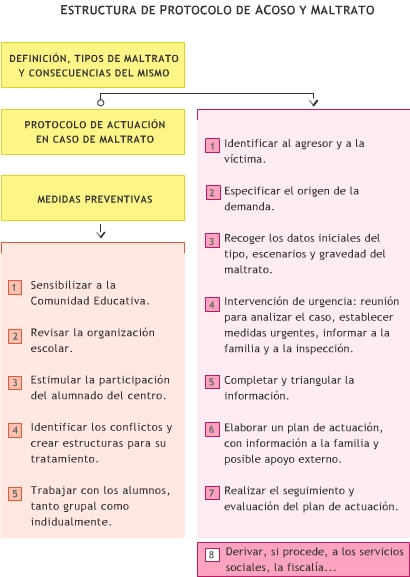 ESTRUCTURA DE PROTOCOLO DE ACOSO Y MALTRATO
DEFINICIÓN, TIPOS DE MALTRATO
Y CONSECUENCIAS DEL MISMO
PROTOCOLO DE ACTUACIÓN
EN CASO DE MALTRATO
MEDIDAS PREVENTIVAS
1 Sensibilizar a la
Comunidad Educativa.
2 Revisar la organización
escolar.
3 Estimular la participación
del alumnado del centro.
4 Identificar los conflictos y
crear estructuras para su
tratamiento.
5 Trabajar con los alumnos,
tanto grupal como
indidualmente.
1 Identificar al agresor y a la
víctima.
2 Especificar el origen de la
demanda.
3 Recoger los datos iniciales del
tipo, escenarios y gravedad del
maltrato.
4 Intervención de urgencia: reunión
para analizar el caso, establecer
medidas urgentes, informar a la
familia y a la inspección.
5 Completar y triangular la
información.
6 Elaborar un plan de actuación,
con información a la familia y
posible apoyo externo.
7 Realizar el seguimiento y
evaluación del plan de actuación.
8 Derivar, si procede, a los servicios
sociales, la fiscalía...